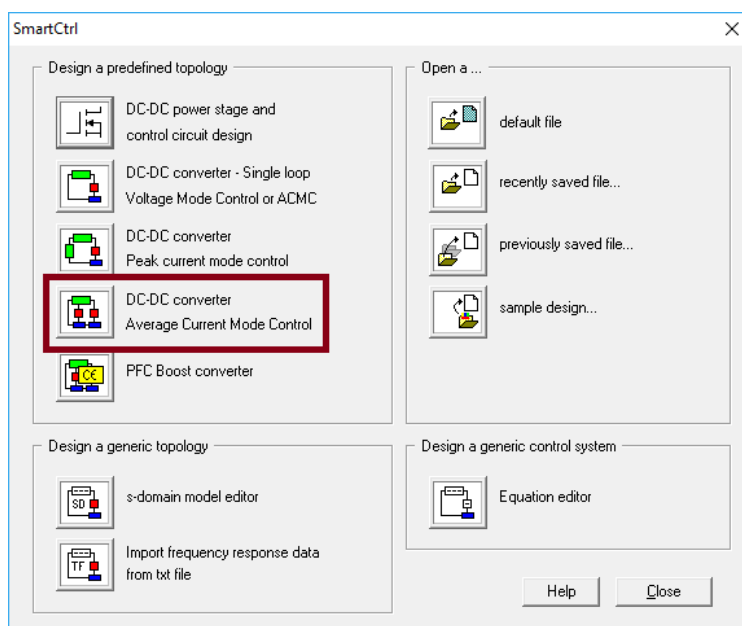 SmartCtrl
Design a predefined topology
DC-DC power stage and
control circuit design
DC-DC converter - Single loop
Voltage Mode Control or ACMC
DC-DC converter
Peak current mode control
DC-DC converter
Average Current Mode Control
CE
PFC Boost converter
Open a ...
default file
recently saved file...
previously saved file...
sample design...
Design a generic topology
SD
s-domain model editor
TF
Import frequency response data
from txt file
Design a generic control system
Equation editor
Help
Close